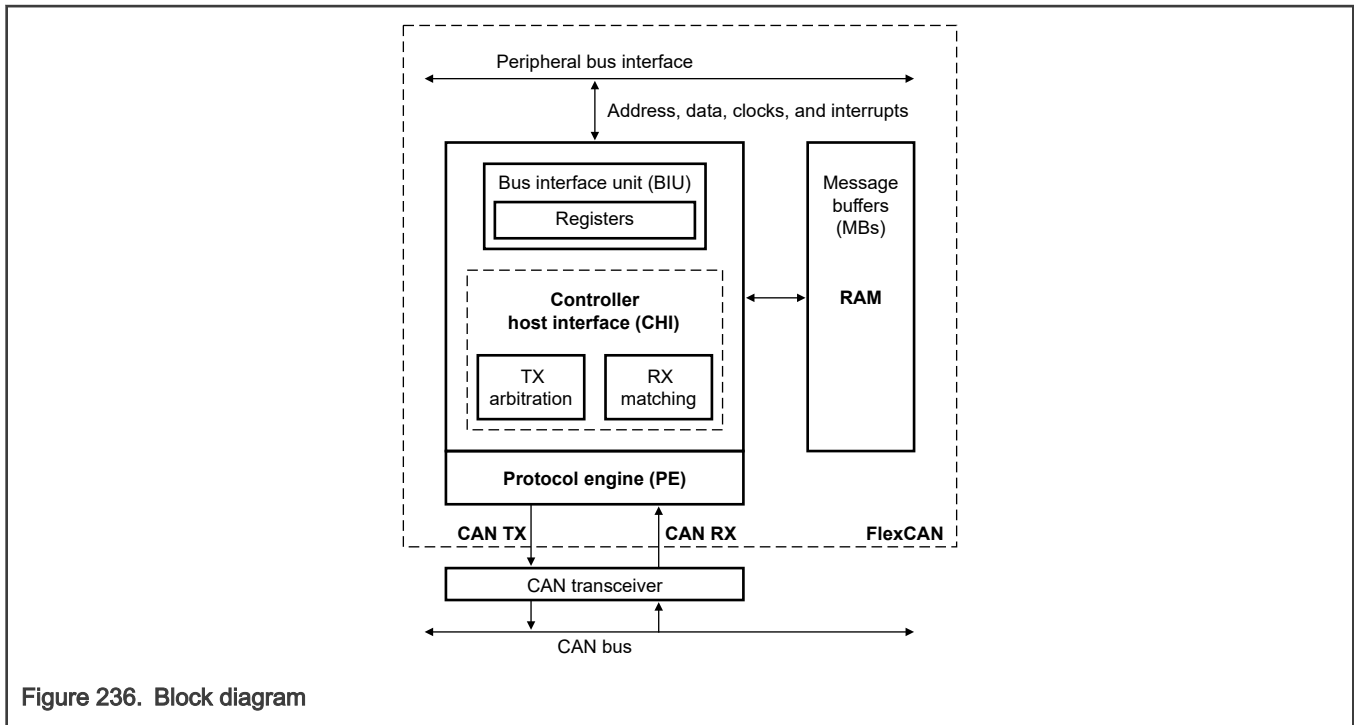 Peripheral bus interface
Address, data, clocks, and interrupts
Bus interface unit (BIU)
Registers
Controller
host interface (CHI)
TX
arbitration
RX
matching
Message
buffers
(MBs)
RAM
Protocol engine (PE)
CAN TX
CAN RX
FlexCAN
CAN transceiver
CAN bus
Figure 236. Block diagram